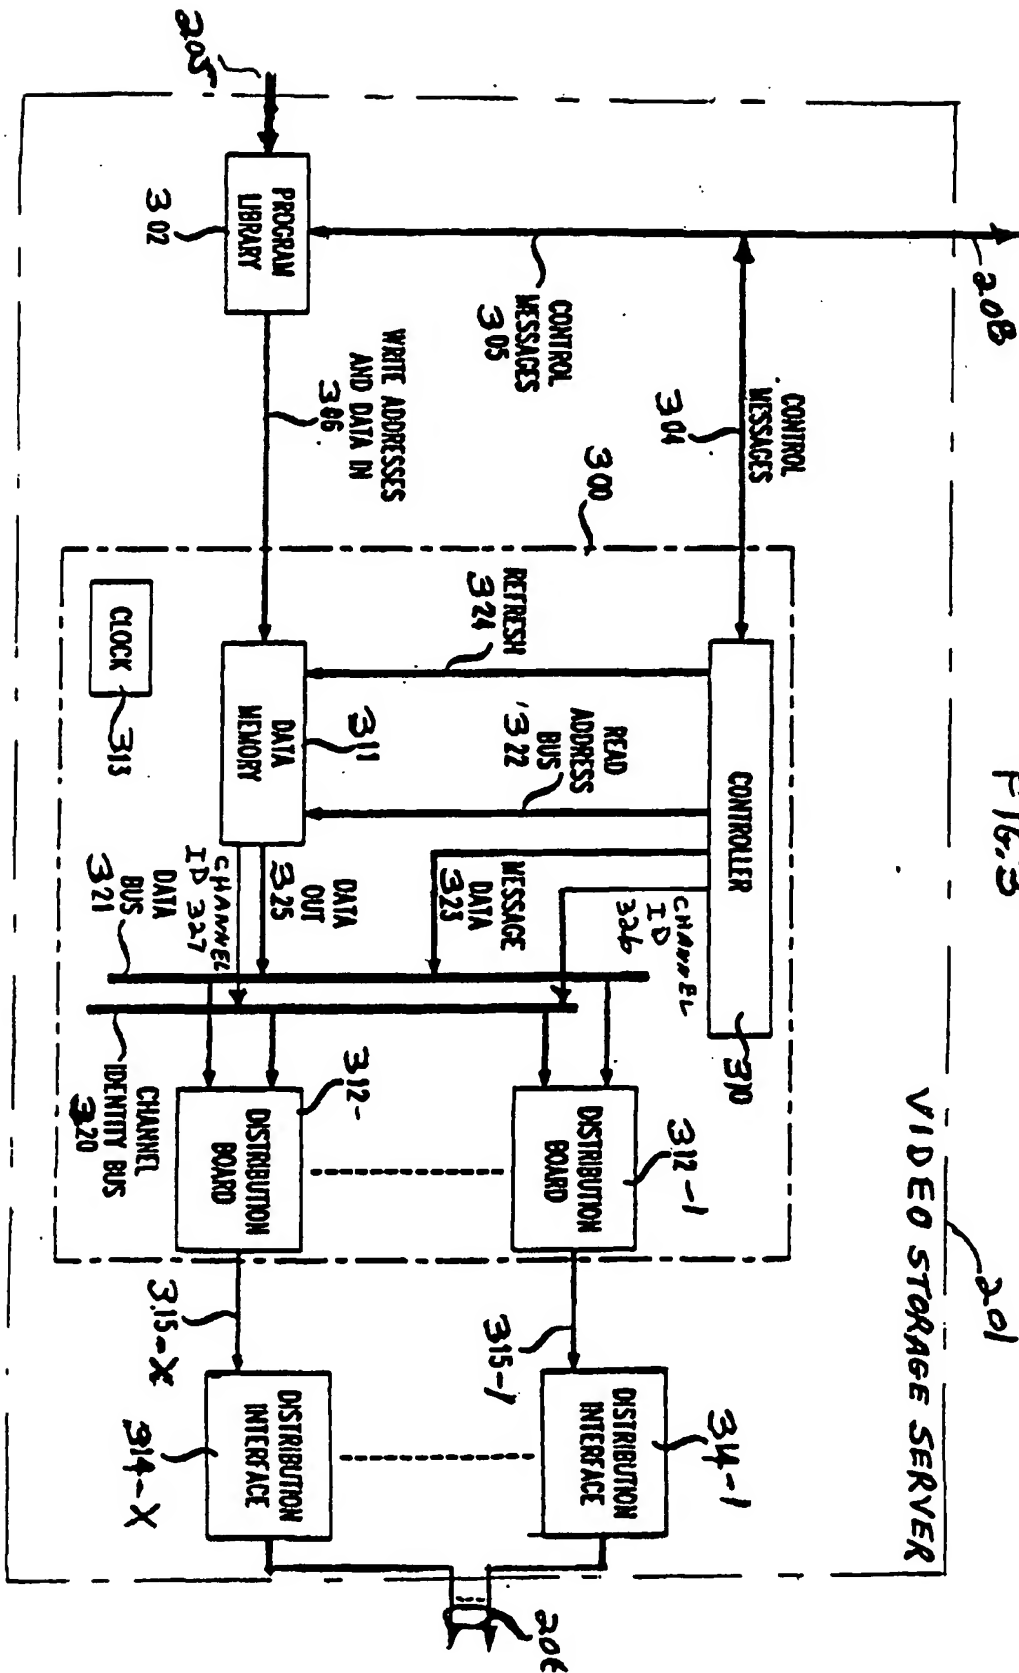 FIG. 3
VIDEO STORAGE SERVER
201
208
205
PROGRAM
LIBRARY
302
CONTROL
MESSAGES
305
CONTROL
MESSAGES
304
WRITE ADDRESSES
AND DATA IN
306
300
CONTROLLER
310
REFRESH
324
READ
ADDRESS
BUS
322
MESSAGE
DATA
323
CHANNEL
ID
326
CLOCK
313
DATA
MEMORY
311
DATA
OUT
325
CHANNEL
ID 327
DATA
BUS
321
CHANNEL
IDENTITY BUS
320
DISTRIBUTION
BOARD
312-1
DISTRIBUTION
BOARD
312-
315-1
315-X
DISTRIBUTION
INTERFACE
314-1
DISTRIBUTION
INTERFACE
314-X